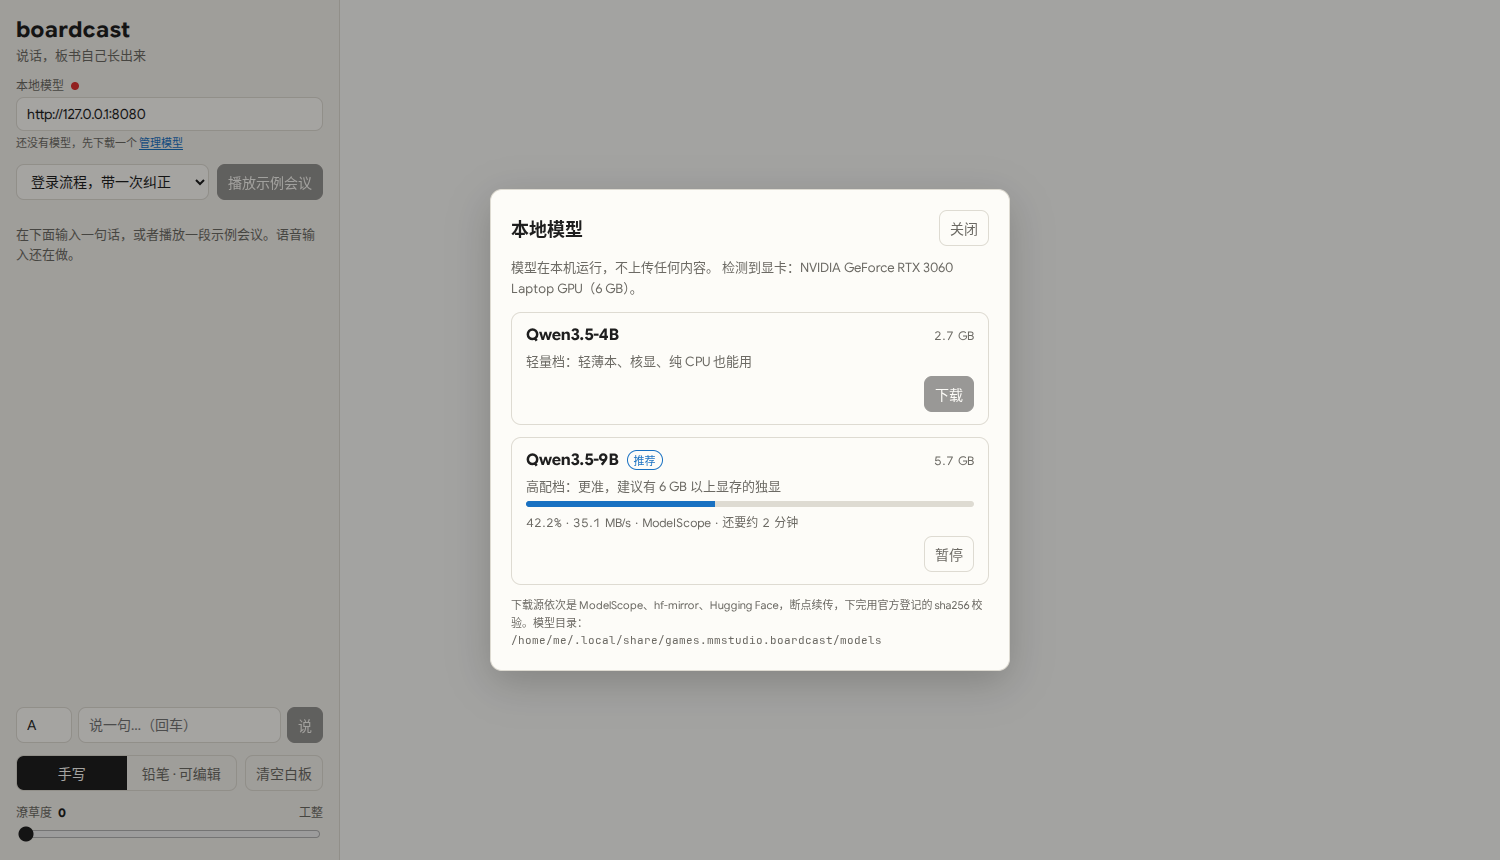 boardcast
说话，板书自己长出来
本地模型
http://127.0.0.1:8080
还没有模型，先下载一个 管理模型
登录流程，带一次纠正
播放示例会议
在下面输入一句话，或者播放一段示例会议。语音输
入还在做。
A
说一句...（回车）
说
手写
铅笔 · 可编辑
清空白板
潦草度 0
工整
本地模型
关闭
模型在本机运行，不上传任何内容。 检测到显卡：NVIDIA GeForce RTX 3060
Laptop GPU（6 GB）。
Qwen3.5-4B
2.7 GB
轻量档：轻薄本、核显、纯 CPU 也能用
下载
Qwen3.5-9B 推荐
5.7 GB
高配档：更准，建议有 6 GB 以上显存的独显
42.2% · 35.1 MB/s · ModelScope · 还要约 2 分钟
暂停
下载源依次是 ModelScope、hf-mirror、Hugging Face，断点续传，下完用官方登记的 sha256 校
验。模型目录：
/home/me/.local/share/games.mmstudio.boardcast/models